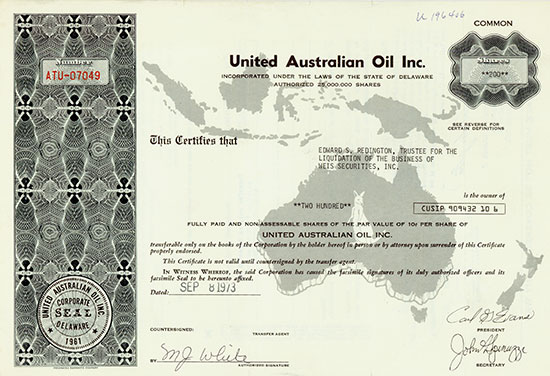 U 196406
COMMON
Number
ATU-07049
Shares
**200**
United Australian Oil Inc.
INCORPORATED UNDER THE LAWS OF THE STATE OF DELAWARE
AUTHORIZED 25,000,000 SHARES
SEE REVERSE FOR
CERTAIN DEFINITIONS
This Certifies that
EDWARD S. REDINGTON, TRUSTEE FOR THE
LIQUIDATION OF THE BUSINESS OF
WEIS SECURITIES, INC.
is the owner of
**TWO HUNDRED**
CUSIP 909432 10 6
FULLY PAID AND NON-ASSESSABLE SHARES OF THE PAR VALUE OF 10¢ PER SHARE OF
UNITED AUSTRALIAN OIL INC.
transferable only on the books of the Corporation by the holder hereof in person or by attorney upon surrender of this Certificate
properly endorsed.
This Certificate is not valid until countersigned by the transfer agent.
IN WITNESS WHEREOF, the said Corporation has caused the facsimile signatures of its duly authorized officers and its
facsimile Seal to be hereunto affixed.
Dated: SEP 8 1973
UNITED AUSTRALIAN OIL INC.
CORPORATE
SEAL
DELAWARE
1961
COUNTERSIGNED:
TRANSFER AGENT
PRESIDENT
BY M J White
AUTHORIZED SIGNATURE
SECRETARY